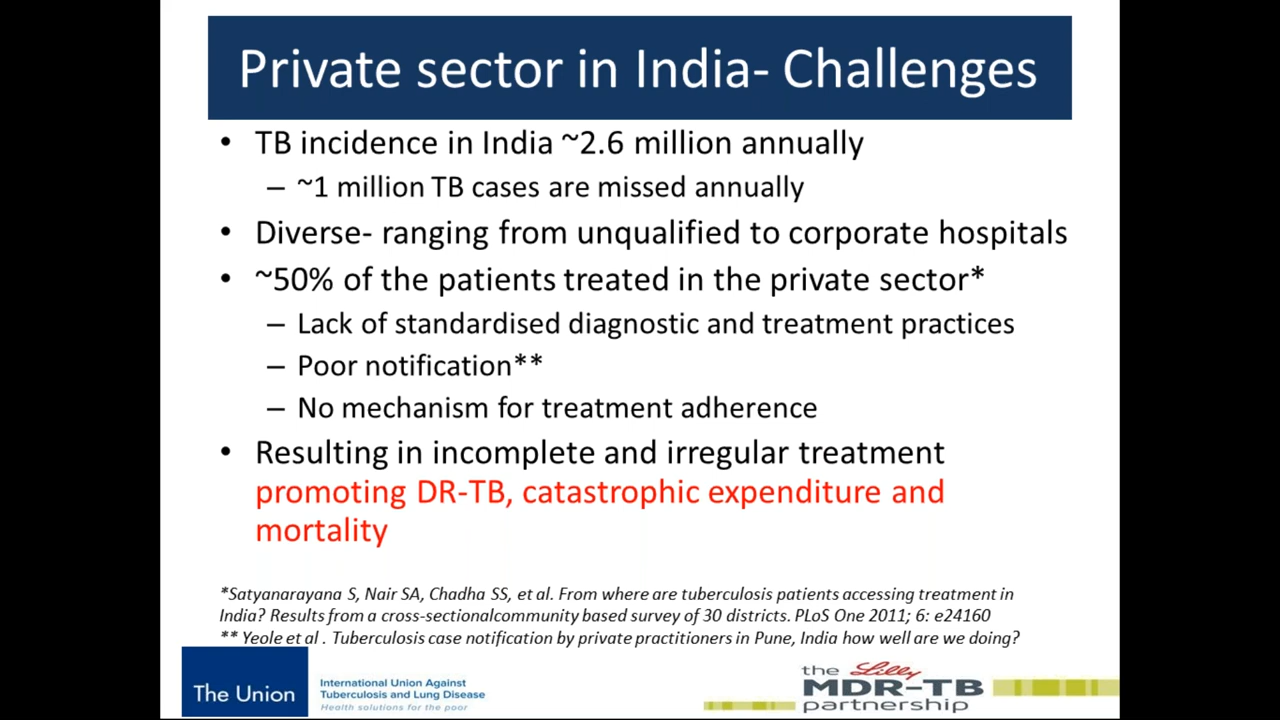 Private sector in India- Challenges
• TB incidence in India ~2.6 million annually
– ~1 million TB cases are missed annually
• Diverse- ranging from unqualified to corporate hospitals
• ~50% of the patients treated in the private sector*
– Lack of standardised diagnostic and treatment practices
– Poor notification**
– No mechanism for treatment adherence
• Resulting in incomplete and irregular treatment
promoting DR-TB, catastrophic expenditure and
mortality
*Satyanarayana S, Nair SA, Chadha SS, et al. From where are tuberculosis patients accessing treatment in
India? Results from a cross-sectionalcommunity based survey of 30 districts. PLoS One 2011; 6: e24160
** Yeole et al . Tuberculosis case notification by private practitioners in Pune, India how well are we doing?
The Union
International Union Against
Tuberculosis and Lung Disease
Health solutions for the poor
the Lilly
MDR-TB
partnership